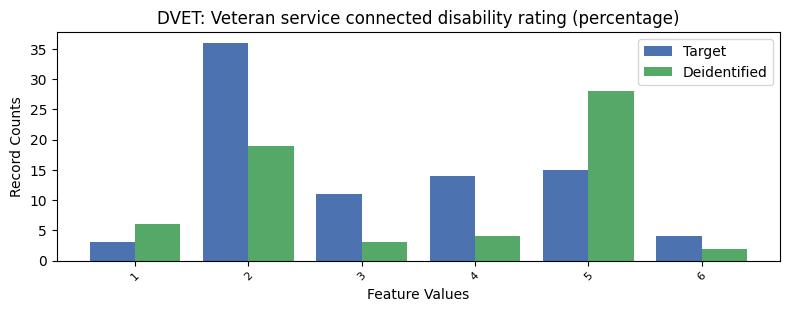 DVET: Veteran service connected disability rating (percentage)
Target
Deidentified
35
30
25
20
15
10
5
0
Record Counts
1 2 3 4 5 6
Feature Values